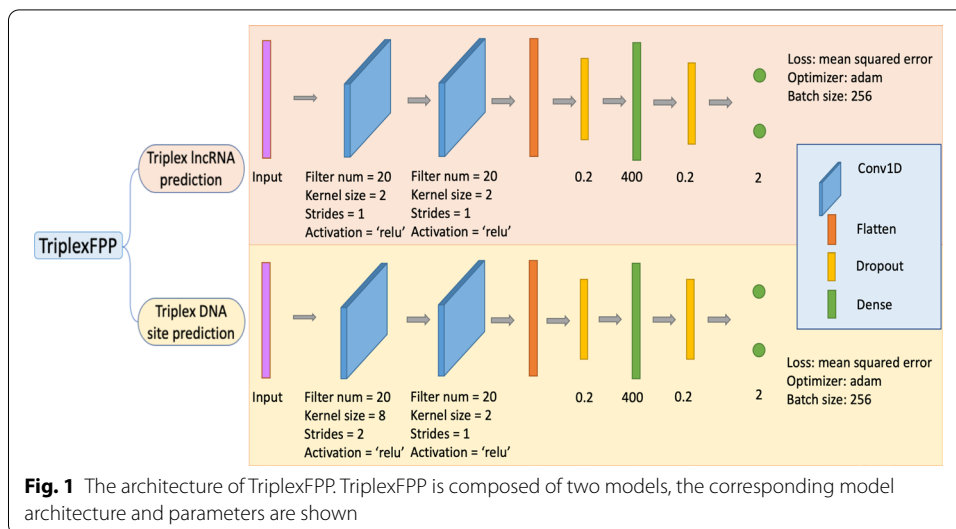 TriplexFPP
Triplex lncRNA
prediction
Input
Filter num = 20
Kernel size = 2
Strides = 1
Activation = 'relu'
Filter num = 20
Kernel size = 2
Strides = 1
Activation = 'relu'
0.2
400
0.2
2
Loss: mean squared error
Optimizer: adam
Batch size: 256
Conv1D
Flatten
Dropout
Dense
Triplex DNA
site prediction
Input
Filter num = 20
Kernel size = 8
Strides = 2
Activation = 'relu'
Filter num = 20
Kernel size = 2
Strides = 1
Activation = 'relu'
0.2
400
0.2
2
Loss: mean squared error
Optimizer: adam
Batch size: 256
Fig. 1 The architecture of TriplexFPP. TriplexFPP is composed of two models, the corresponding model
architecture and parameters are shown